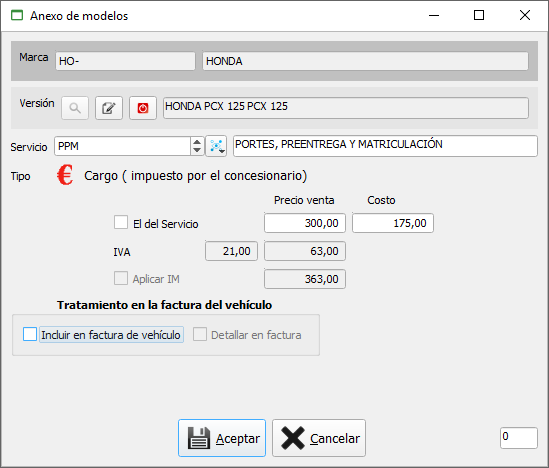 Anexo de modelos
Marca HO- HONDA
Versión HONDA PCX 125 PCX 125
Servicio PPM PORTES, PREENTREGA Y MATRICULACIÓN
Tipo € Cargo ( impuesto por el concesionario)
Precio venta Costo
El del Servicio 300,00 175,00
IVA 21,00 63,00
Aplicar IM 363,00
Tratamiento en la factura del vehículo
Incluir en factura de vehículo Detallar en factura
Aceptar Cancelar 0